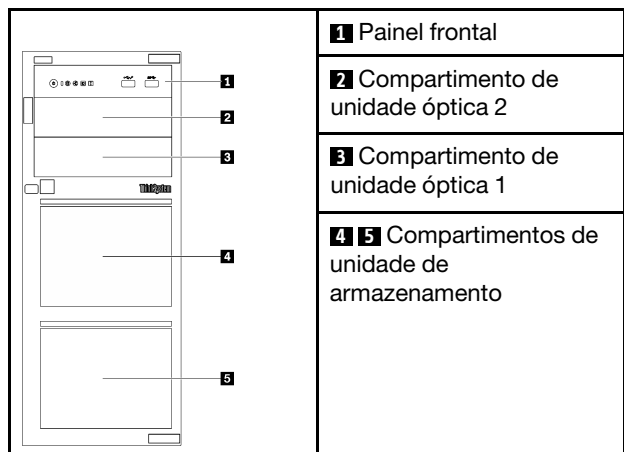 1
2
3
ThinkSystem
4
5
1 Painel frontal
2 Compartimento de
unidade óptica 2
3 Compartimento de
unidade óptica 1
4 5 Compartimentos de
unidade de
armazenamento